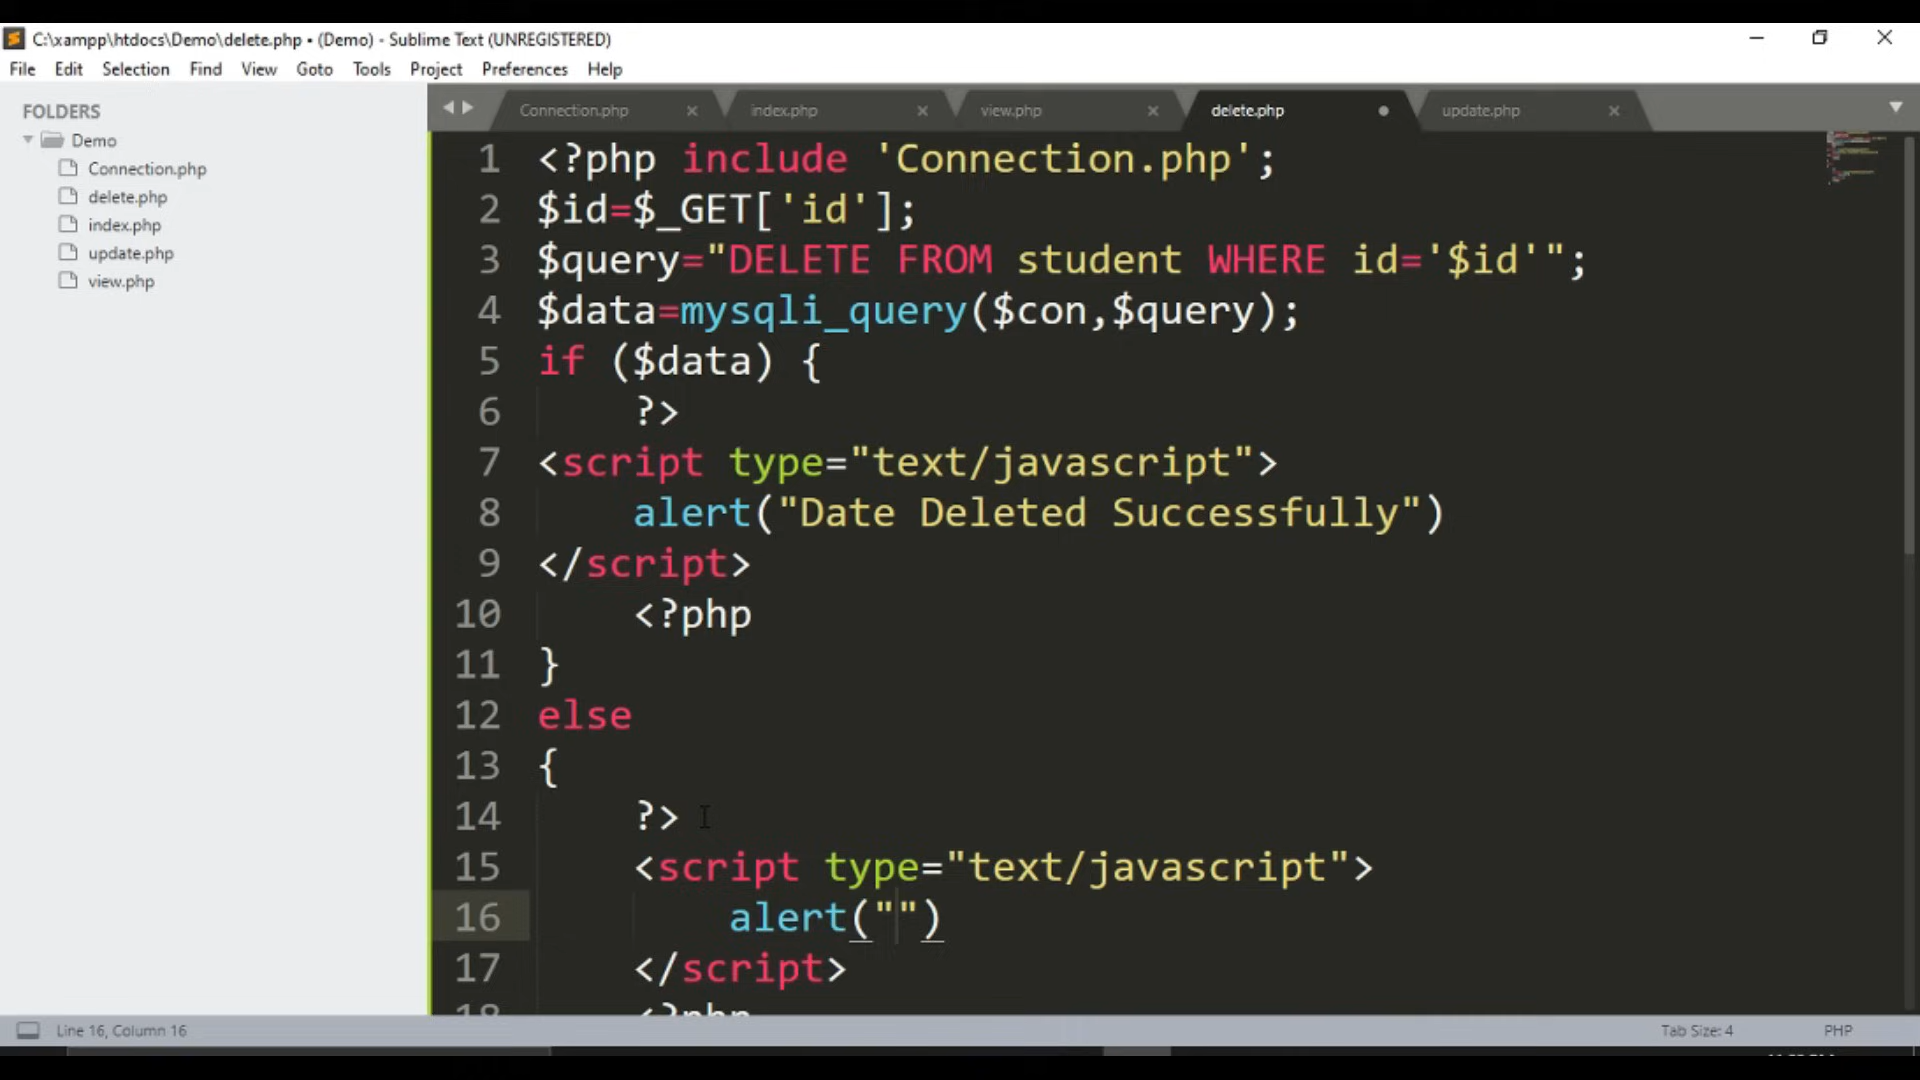 C:\xampp\htdocs\Demo\delete.php • (Demo) - Sublime Text (UNREGISTERED)
File Edit Selection Find View Goto Tools Project Preferences Help
FOLDERS
Demo
Connection.php
delete.php
index.php
update.php
view.php
Connection.php index.php view.php delete.php update.php
1 <?php include 'Connection.php';
2 $id=$_GET['id'];
3 $query="DELETE FROM student WHERE id='$id'";
4 $data=mysqli_query($con,$query);
5 if ($data) {
6 ?>
7 <script type="text/javascript">
8 alert("Date Deleted Successfully")
9 </script>
10 <?php
11 }
12 else
13 {
14 ?>
15 <script type="text/javascript">
16 alert("")
17 </script>
18 <?php
Line 16, Column 16 Tab Size: 4 PHP